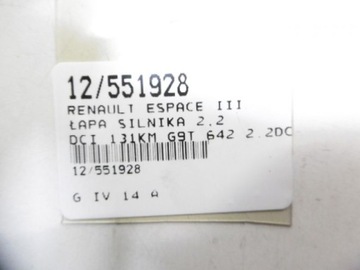 12/551928
RENAULT ESPACE III
ŁAPA SILNIKA 2.2
DCI 131KM G9T 642 2.2DC
12/551928
G IV 14 A